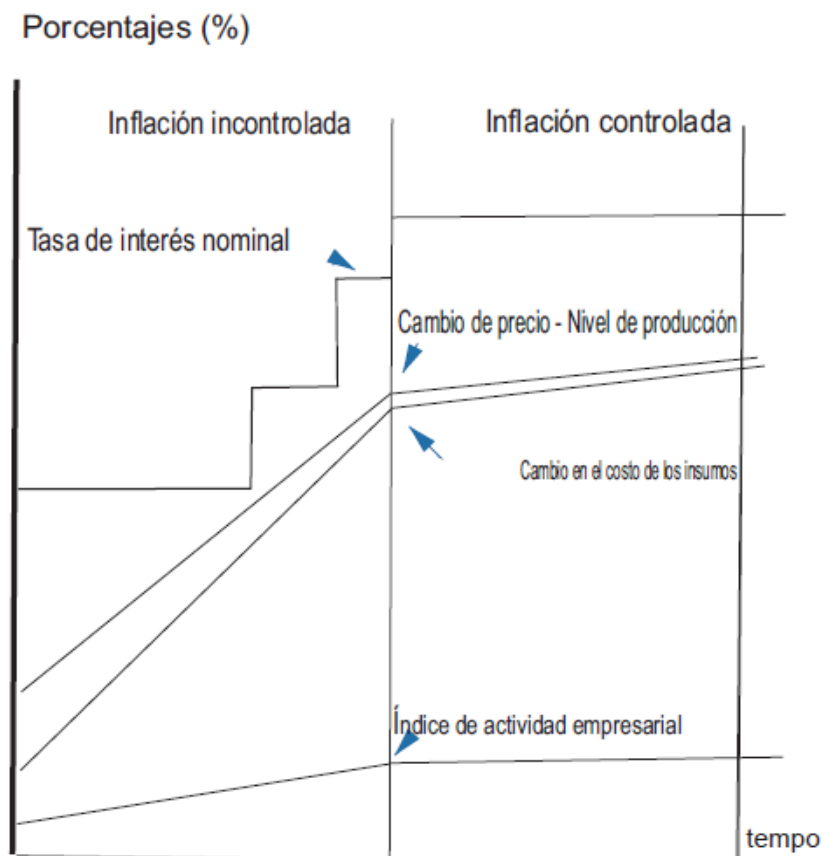 Porcentajes (%)
Inflación incontrolada
Inflación controlada
Tasa de interés nominal
Cambio de precio - Nivel de producción
Cambio en el costo de los insumos
Índice de actividad empresarial
tempo